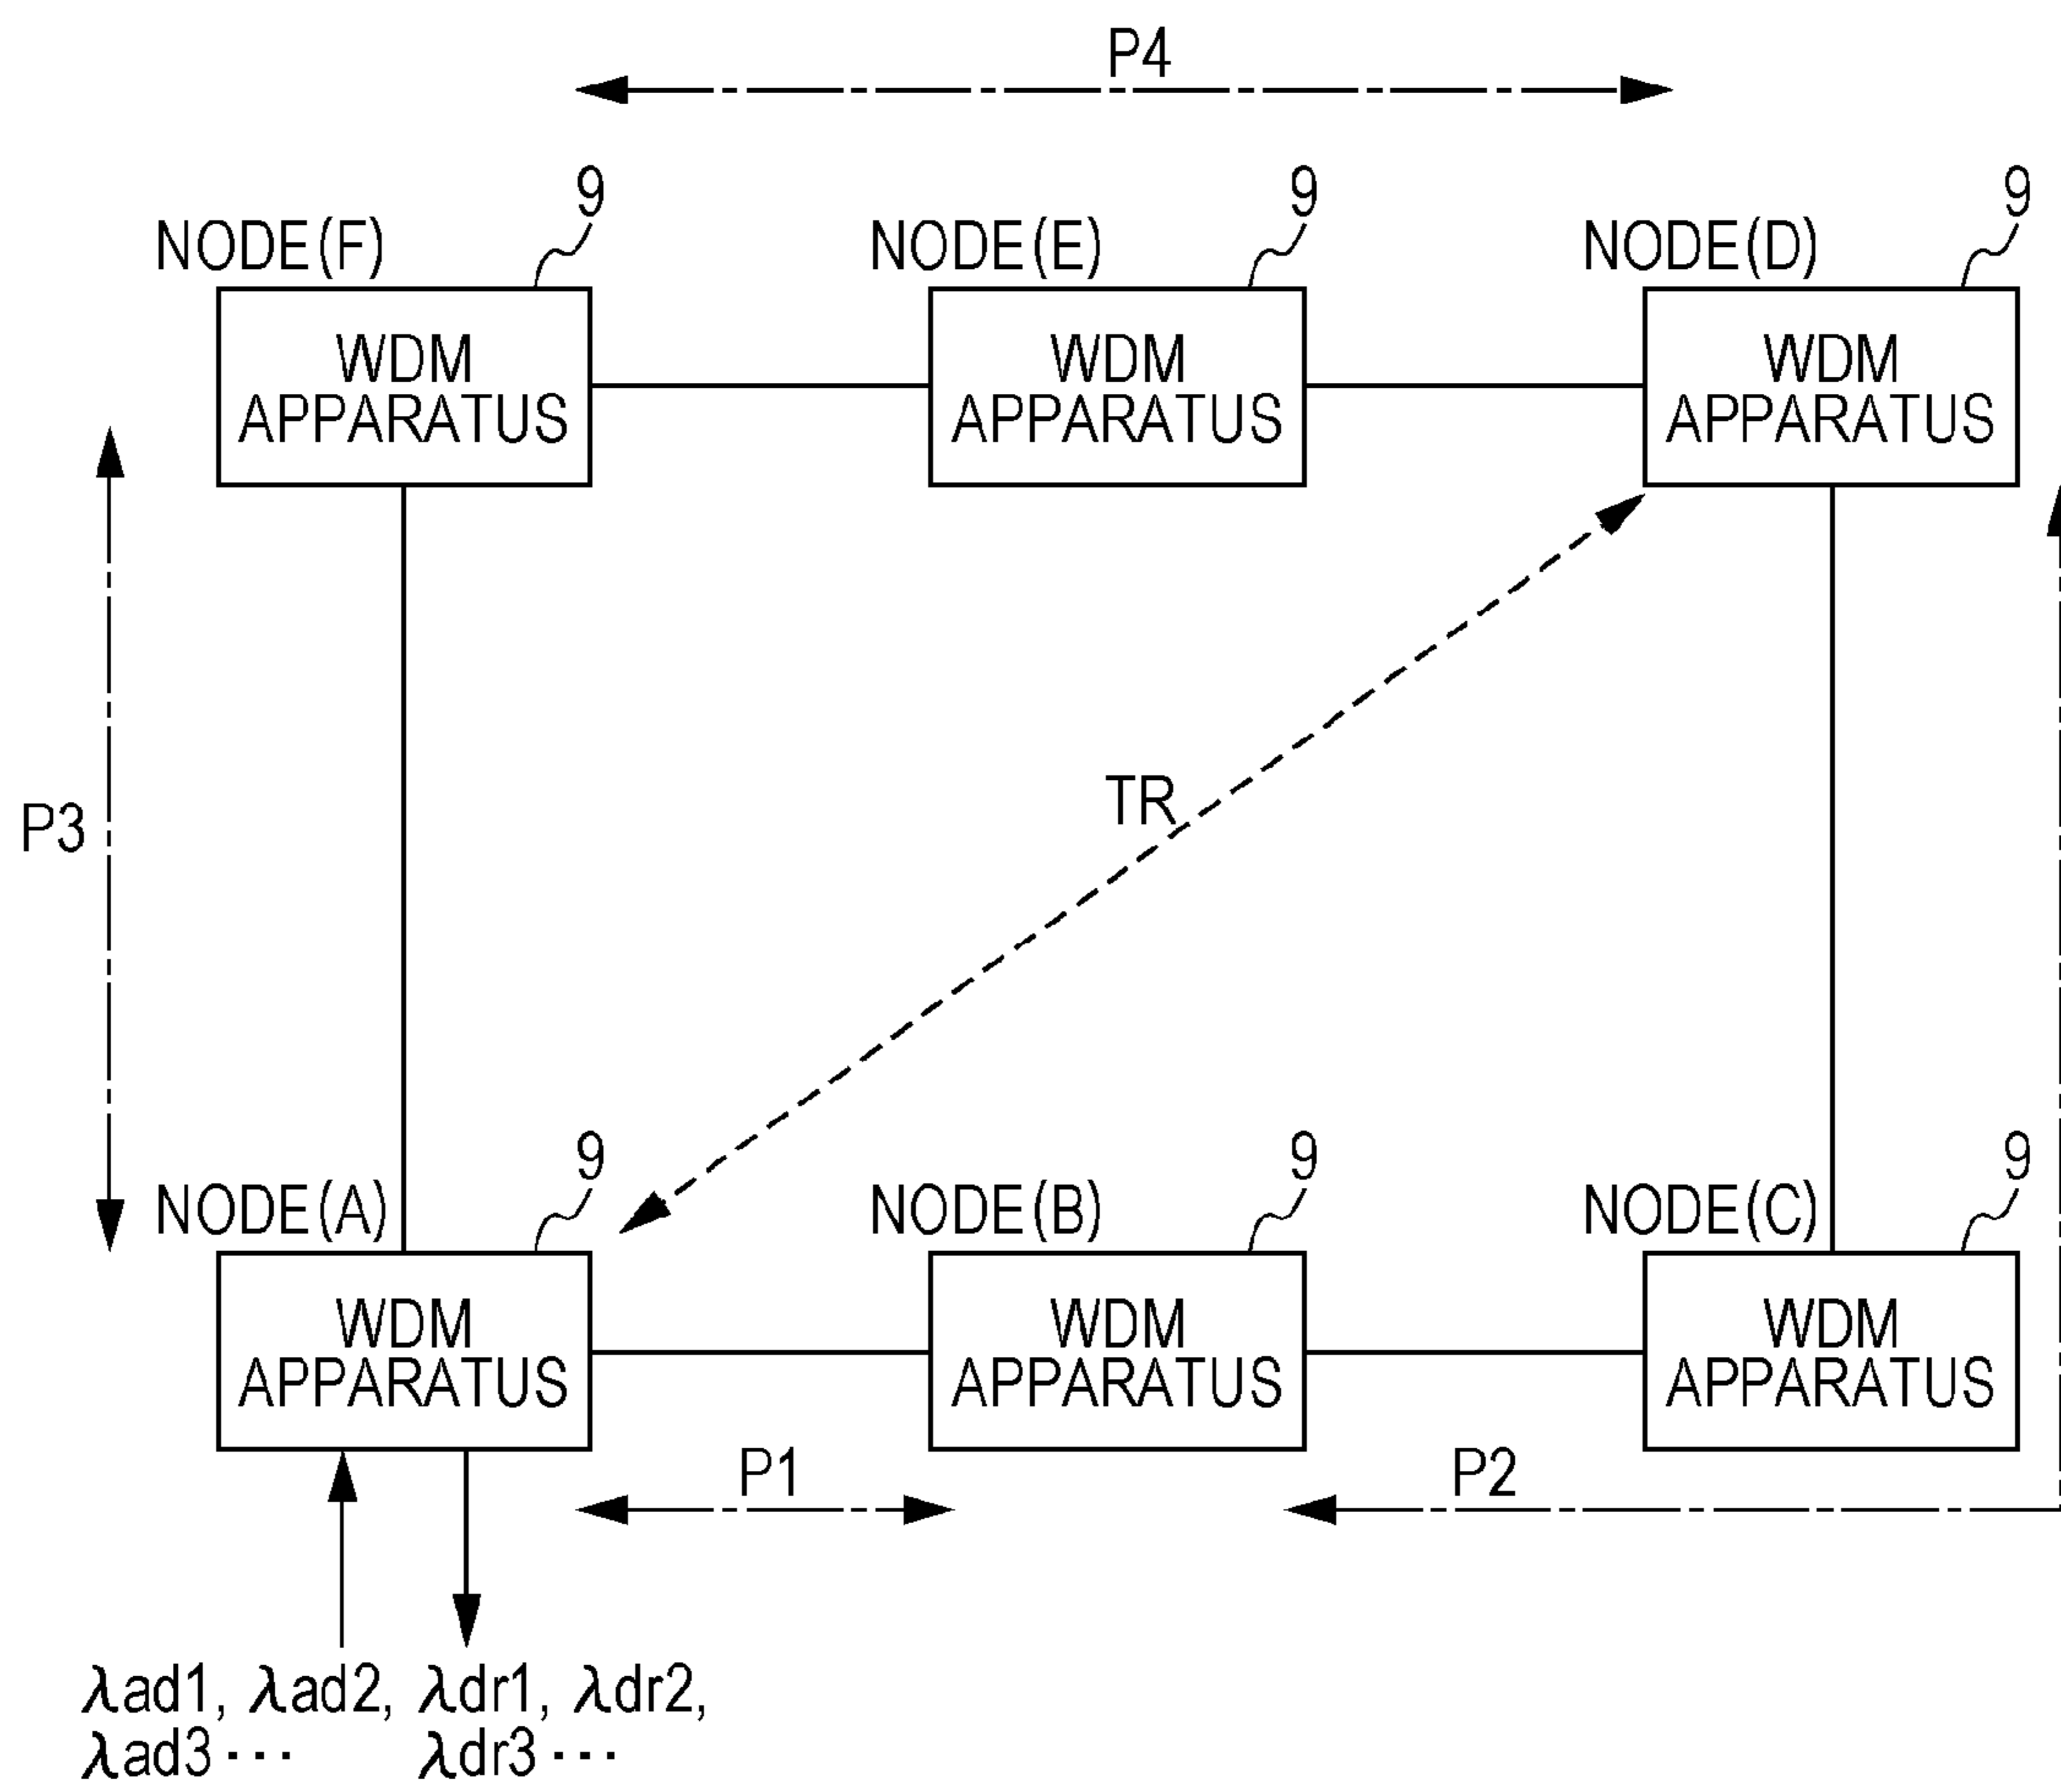 P4
9
9
9
NODE(F)
NODE(E)
NODE(D)
WDM
APPARATUS
WDM
APPARATUS
WDM
APPARATUS
TR
P3
9
9
9
NODE(A)
NODE(B)
NODE(C)
WDM
APPARATUS
WDM
APPARATUS
WDM
APPARATUS
P1
P2
λad1, λad2,
λad3···
λdr1, λdr2,
λdr3···